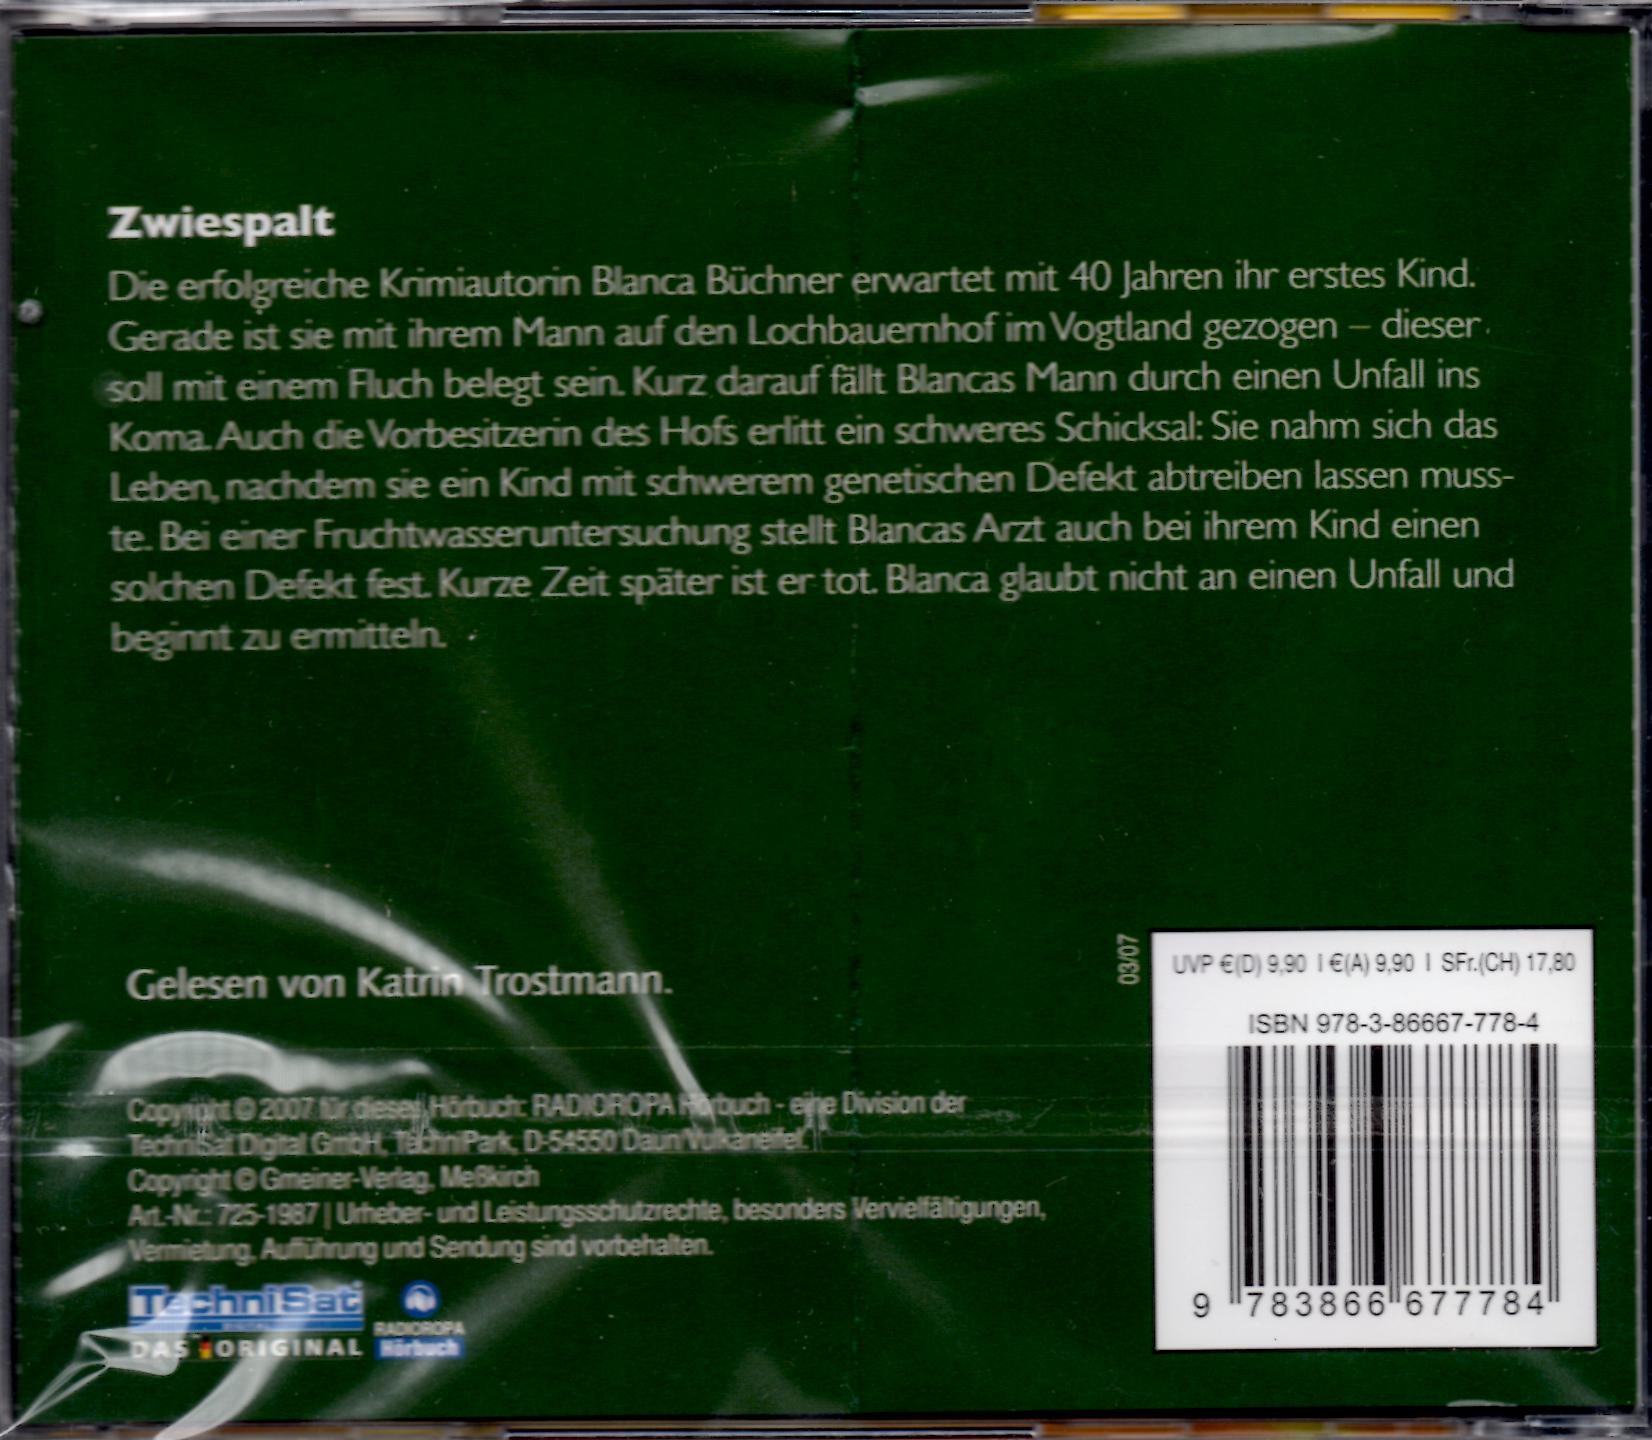 Zwiespalt
Die erfolgreiche Krimiautorin Blanca Büchner erwartet mit 40 Jahren ihr erstes Kind.
Gerade ist sie mit ihrem Mann auf den Lochbauernhof im Vogtland gezogen – dieser
soll mit einem Fluch belegt sein. Kurz darauf fällt Blancas Mann durch einen Unfall ins
Koma. Auch die Vorbesitzerin des Hofs erlitt ein schweres Schicksal: Sie nahm sich das
Leben, nachdem sie ein Kind mit schwerem genetischen Defekt abtreiben lassen muss-
te. Bei einer Fruchtwasseruntersuchung stellt Blancas Arzt auch bei ihrem Kind einen
solchen Defekt fest. Kurze Zeit später ist er tot. Blanca glaubt nicht an einen Unfall und
beginnt zu ermitteln.
Gelesen von Katrin Trostmann.
Copyright © 2007 für dieses Hörbuch: RADIOROPA Hörbuch - eine Division der
TechniSat Digital GmbH, TechniPark, D-54550 Daun/Vulkaneifel.
Copyright © Gmeiner-Verlag, Meßkirch
Art.-Nr.: 725-1987 | Urheber- und Leistungsschutzrechte, besonders Vervielfältigungen,
Vermietung, Aufführung und Sendung sind vorbehalten.
TechniSat
DIGITAL
DAS ORIGINAL
RADIOROPA
Hörbuch
03/07
UVP €(D) 9,90 I €(A) 9,90 I SFr.(CH) 17,80
ISBN 978-3-86667-778-4
9 783866 677784